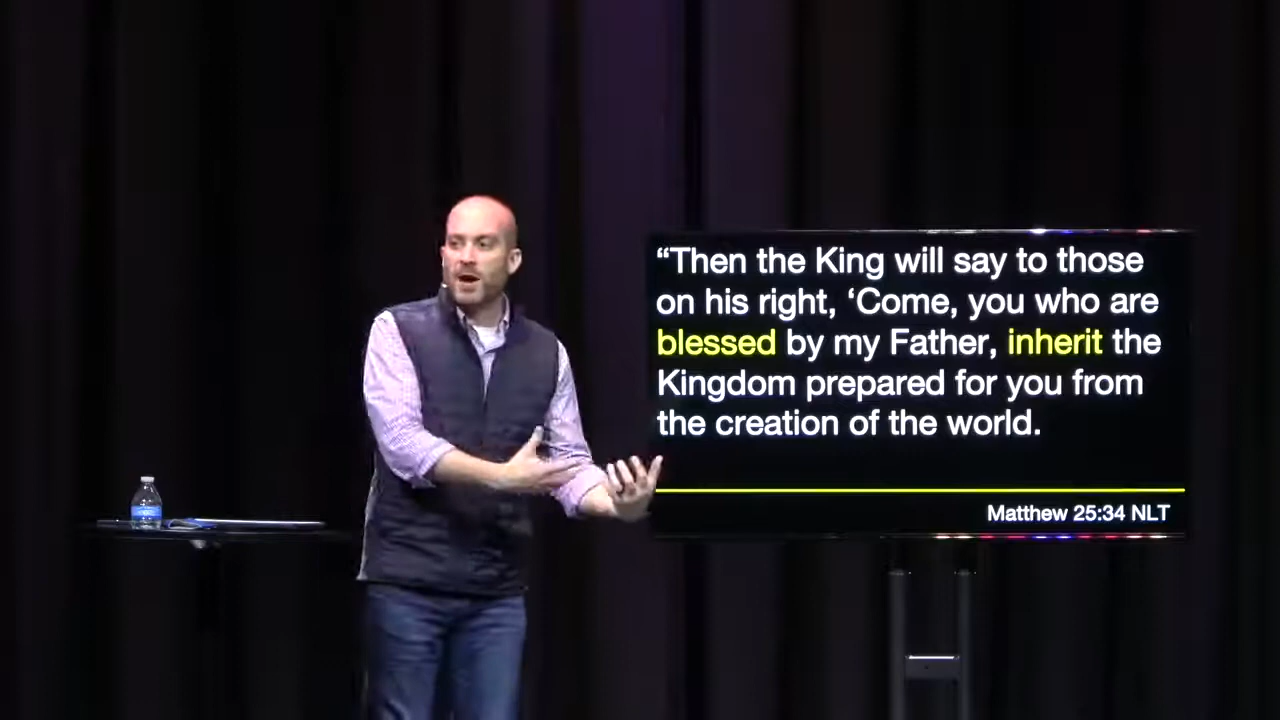 “Then the King will say to those
on his right, ‘Come, you who are
blessed by my Father, inherit the
Kingdom prepared for you from
the creation of the world.
Matthew 25:34 NLT